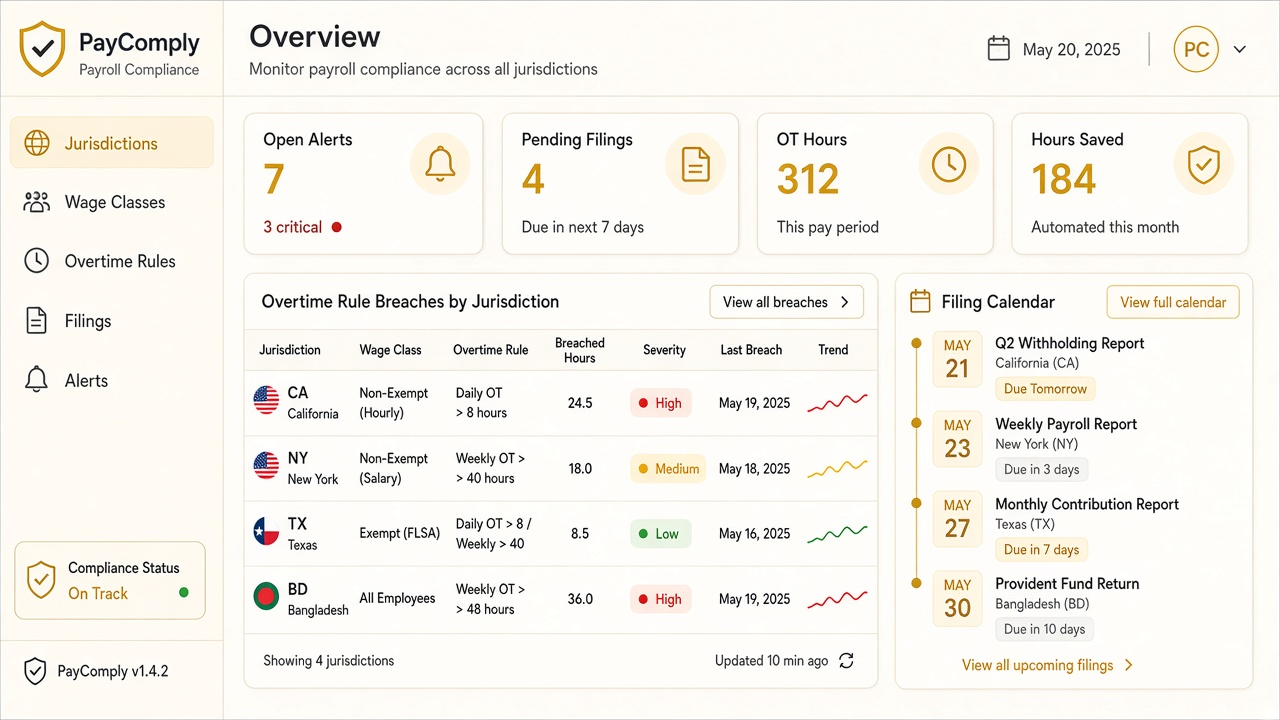 PayComply
Payroll Compliance
Jurisdictions
Wage Classes
Overtime Rules
Filings
Alerts
Compliance Status
On Track
PayComply v1.4.2
Overview
Monitor payroll compliance across all jurisdictions
May 20, 2025
PC
Open Alerts
7
3 critical
Pending Filings
4
Due in next 7 days
OT Hours
312
This pay period
Hours Saved
184
Automated this month
Overtime Rule Breaches by Jurisdiction
View all breaches
Jurisdiction
Wage Class
Overtime Rule
Breached
Hours
Severity
Last Breach
Trend
CA
California
Non-Exempt
(Hourly)
Daily OT
> 8 hours
24.5
High
May 19, 2025
NY
New York
Non-Exempt
(Salary)
Weekly OT >
> 40 hours
18.0
Medium
May 18, 2025
TX
Texas
Exempt (FLSA)
Daily OT > 8 /
Weekly > 40
8.5
Low
May 16, 2025
BD
Bangladesh
All Employees
Weekly OT >
> 48 hours
36.0
High
May 19, 2025
Showing 4 jurisdictions
Updated 10 min ago
Filing Calendar
View full calendar
MAY
21
Q2 Withholding Report
California (CA)
Due Tomorrow
MAY
23
Weekly Payroll Report
New York (NY)
Due in 3 days
MAY
27
Monthly Contribution Report
Texas (TX)
Due in 7 days
MAY
30
Provident Fund Return
Bangladesh (BD)
Due in 10 days
View all upcoming filings